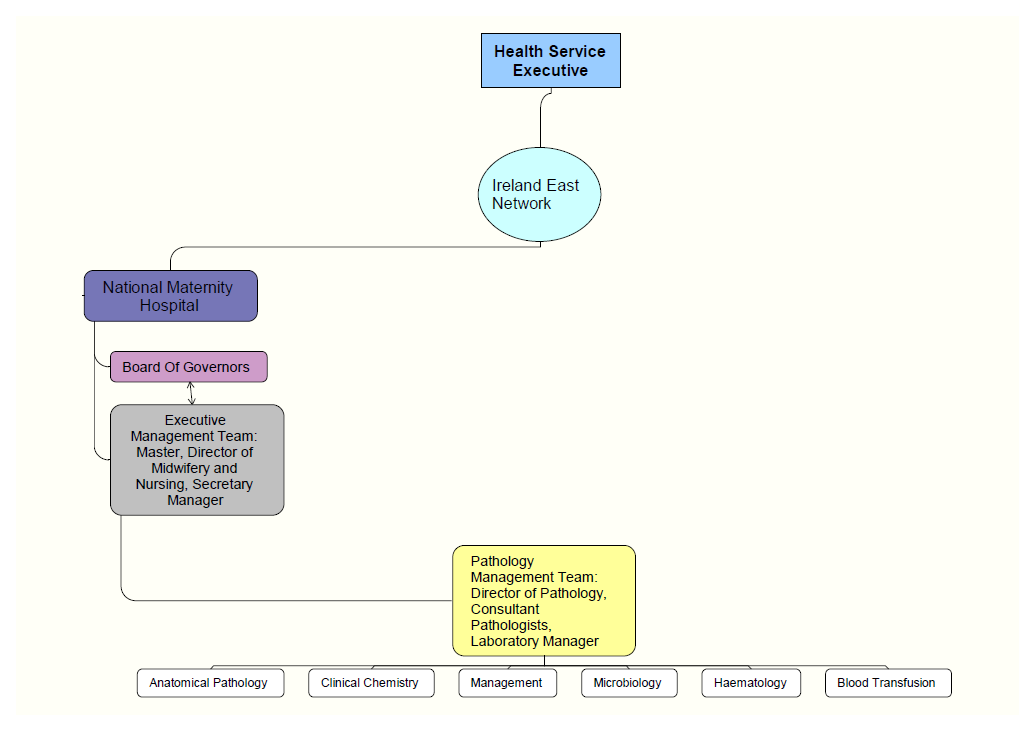 Health Service
Executive
Ireland East
Network
National Maternity
Hospital
Board Of Governors
Executive
Management Team:
Master, Director of
Midwifery and
Nursing, Secretary
Manager
Pathology
Management Team:
Director of Pathology,
Consultant
Pathologists,
Laboratory Manager
Anatomical Pathology
Clinical Chemistry
Management
Microbiology
Haematology
Blood Transfusion